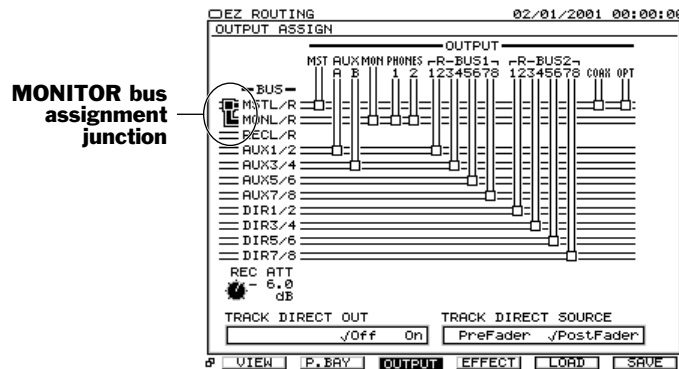 EZ ROUTING 02/01/2001 00:00:00
OUTPUT ASSIGN
OUTPUT
MST AUX MON PHONES R-BUS1 R-BUS2
A B 1 2 12345678 12345678 COAX OPT
MONITOR bus
assignment
junction
BUS
MSTL/R
MONL/R
RECL/R
AUX1/2
AUX3/4
AUX5/6
AUX7/8
DIR1/2
DIR3/4
DIR5/6
DIR7/8
REC ATT
- 6.0
dB
TRACK DIRECT OUT TRACK DIRECT SOURCE
√Off On PreFader √PostFader
VIEW P.BAY OUTPUT EFFECT LOAD SAVE